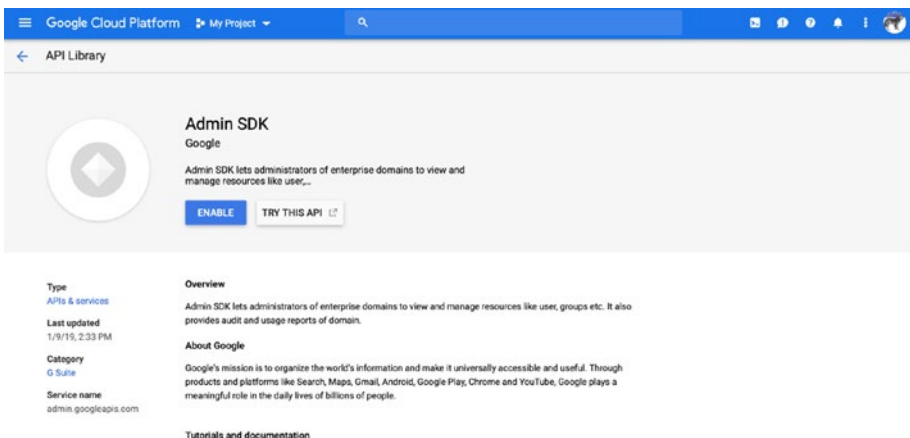 Google Cloud Platform
My Project
API Library
Admin SDK
Google
Admin SDK lets administrators of enterprise domains to view and
manage resources like user,...
ENABLE
TRY THIS API
Type
APIs & services
Last updated
1/9/19, 2:33 PM
Category
G Suite
Service name
admin.googleapis.com
Overview
Admin SDK lets administrators of enterprise domains to view and manage resources like user, groups etc. It also
provides audit and usage reports of domain.
About Google
Google's mission is to organize the world's information and make it universally accessible and useful. Through
products and platforms like Search, Maps, Gmail, Android, Google Play, Chrome and YouTube, Google plays a
meaningful role in the daily lives of billions of people.
Tutorials and documentation